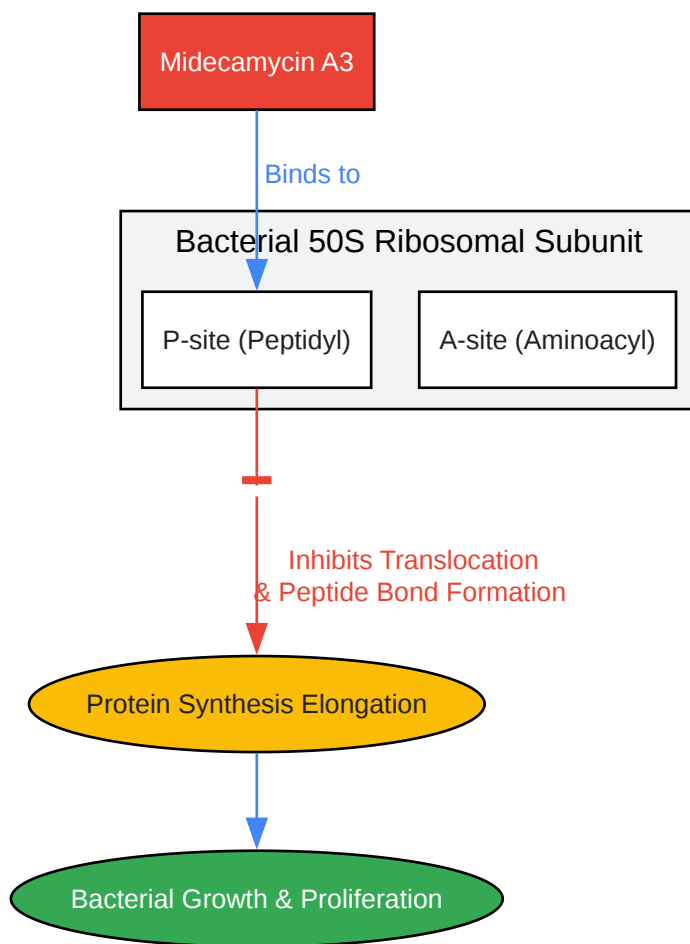 Midecamycin A3
Binds to
Bacterial 50S Ribosomal Subunit
P-site (Peptidyl)
A-site (Aminoacyl)
Inhibits Translocation
& Peptide Bond Formation
Protein Synthesis Elongation
Bacterial Growth & Proliferation